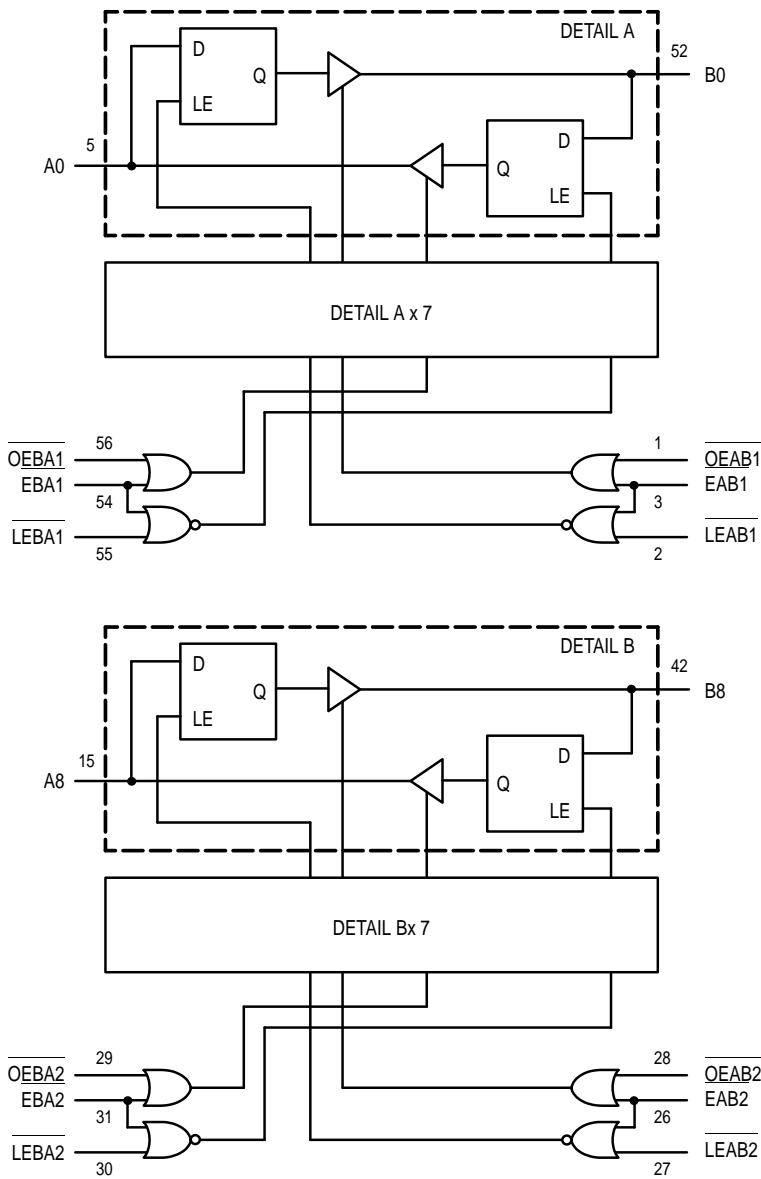 DETAIL A
52
D
Q
B0
LE
5
D
A0
Q
LE
DETAIL A x 7
56
1
OEBA1
OEAB1
EBA1
EAB1
54
3
LEBA1
LEAB1
55
2
DETAIL B
42
D
Q
B8
LE
15
D
A8
Q
LE
DETAIL Bx 7
29
28
OEBA2
OEAB2
EBA2
EAB2
31
26
LEBA2
LEAB2
30
27